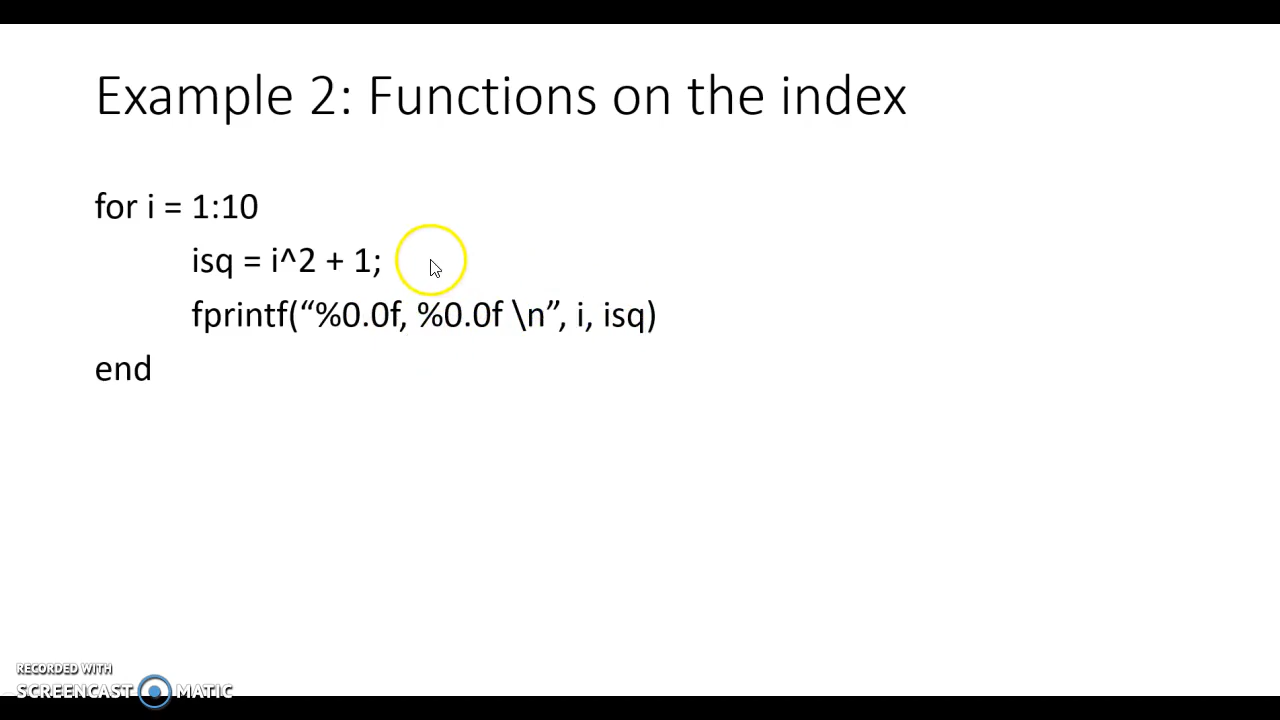 Example 2: Functions on the index
for i = 1:10
isq = i^2 + 1;
fprintf(“%0.0f, %0.0f \n”, i, isq)
end
RECORDED WITH
SCREENCAST MATIC